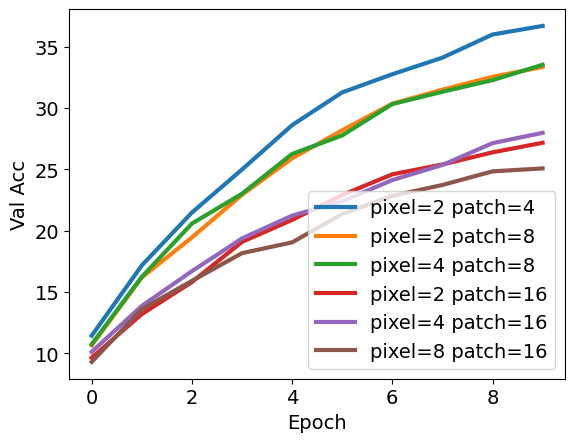 35
30
25
20
15
10
Val Acc
pixel=2 patch=4
pixel=2 patch=8
pixel=4 patch=8
pixel=2 patch=16
pixel=4 patch=16
pixel=8 patch=16
0 2 4 6 8
Epoch